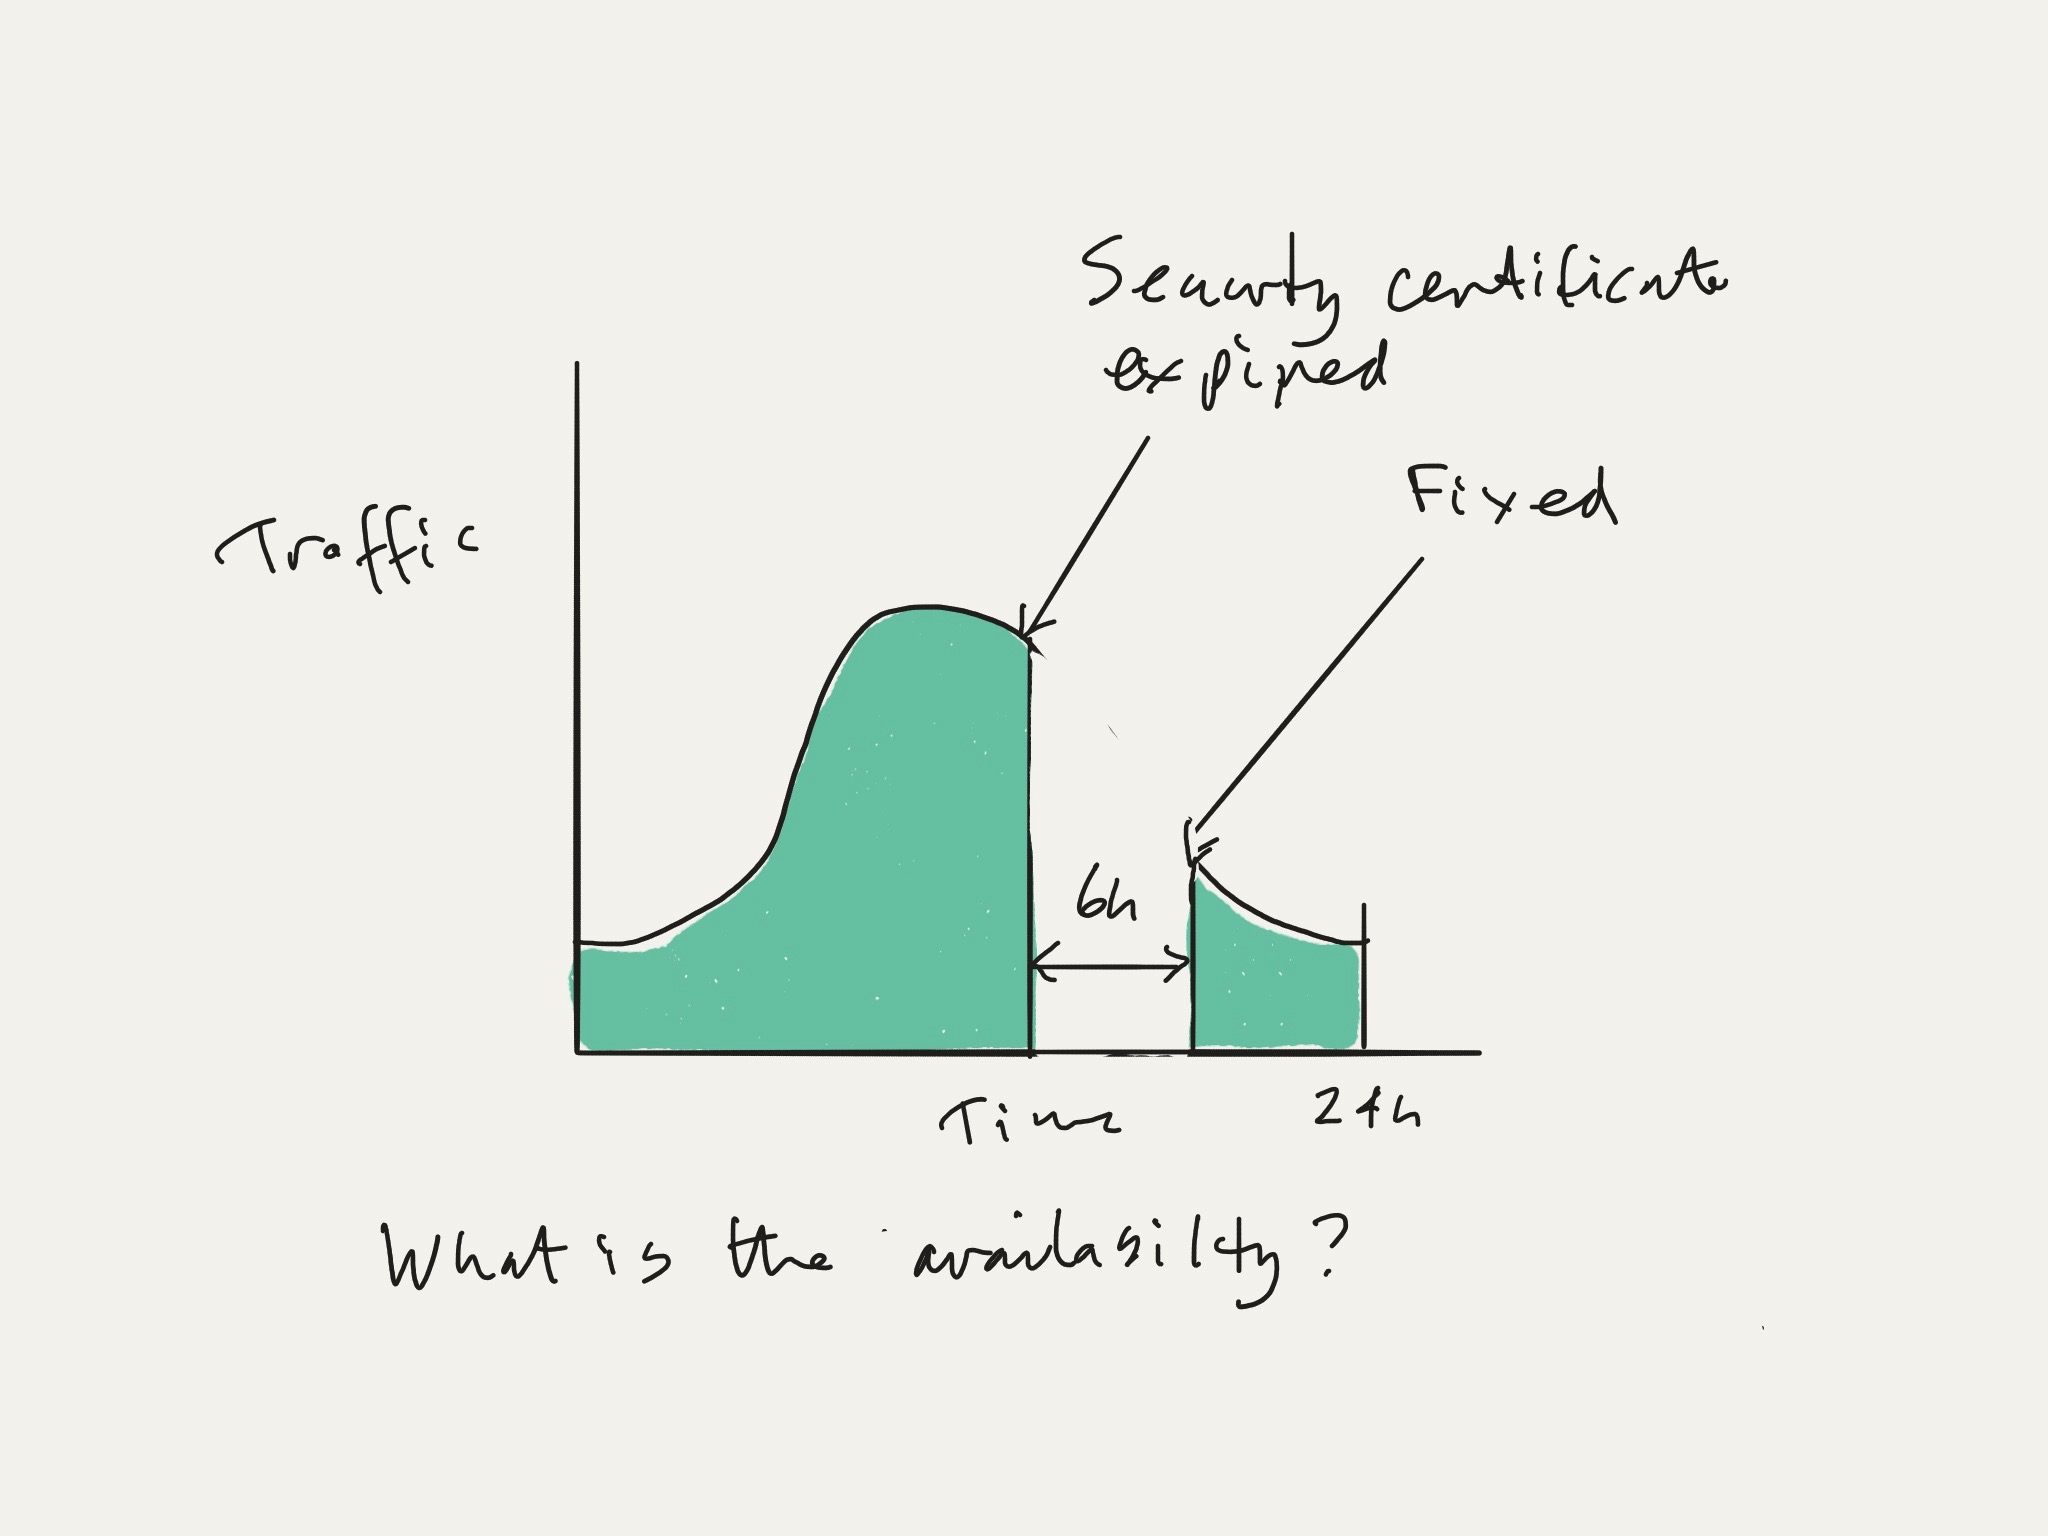 Security certificate
expired
Fixed
Traffic
6h
Time
24h
What is the availability?